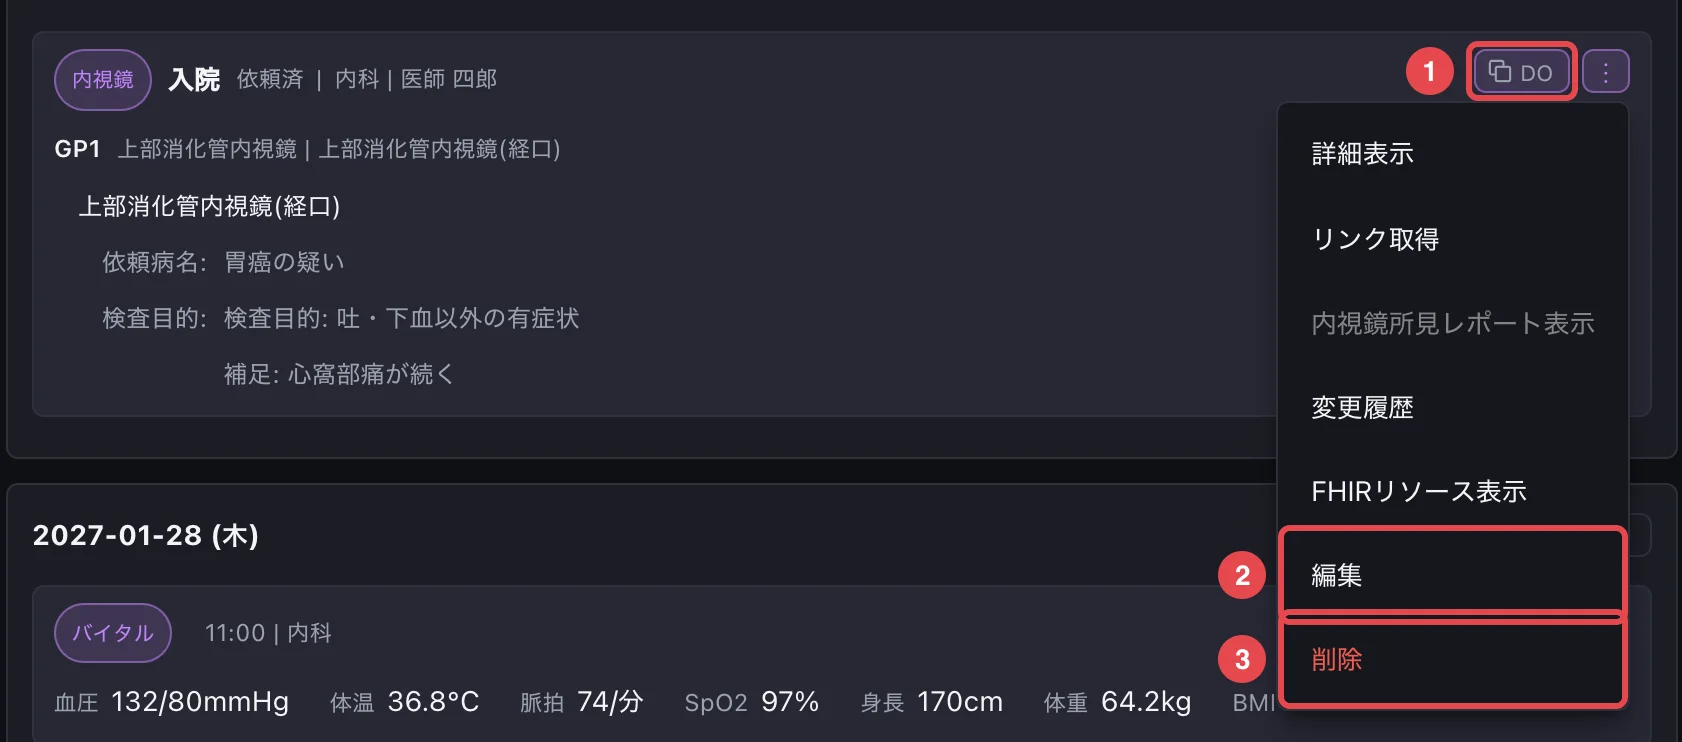 内視鏡 入院 依頼済 | 内科 | 医師 四郎 1 DO
GP1 上部消化管内視鏡 | 上部消化管内視鏡(経口)
上部消化管内視鏡(経口)
依頼病名: 胃癌の疑い
検査目的: 検査目的: 吐・下血以外の有症状
補足: 心窩部痛が続く
詳細表示
リンク取得
内視鏡所見レポート表示
変更履歴
FHIRリソース表示
2 編集
3 削除
2027-01-28 (木)
バイタル 11:00 | 内科
血圧 132/80mmHg 体温 36.8°C 脈拍 74/分 SpO2 97% 身長 170cm 体重 64.2kg BMI